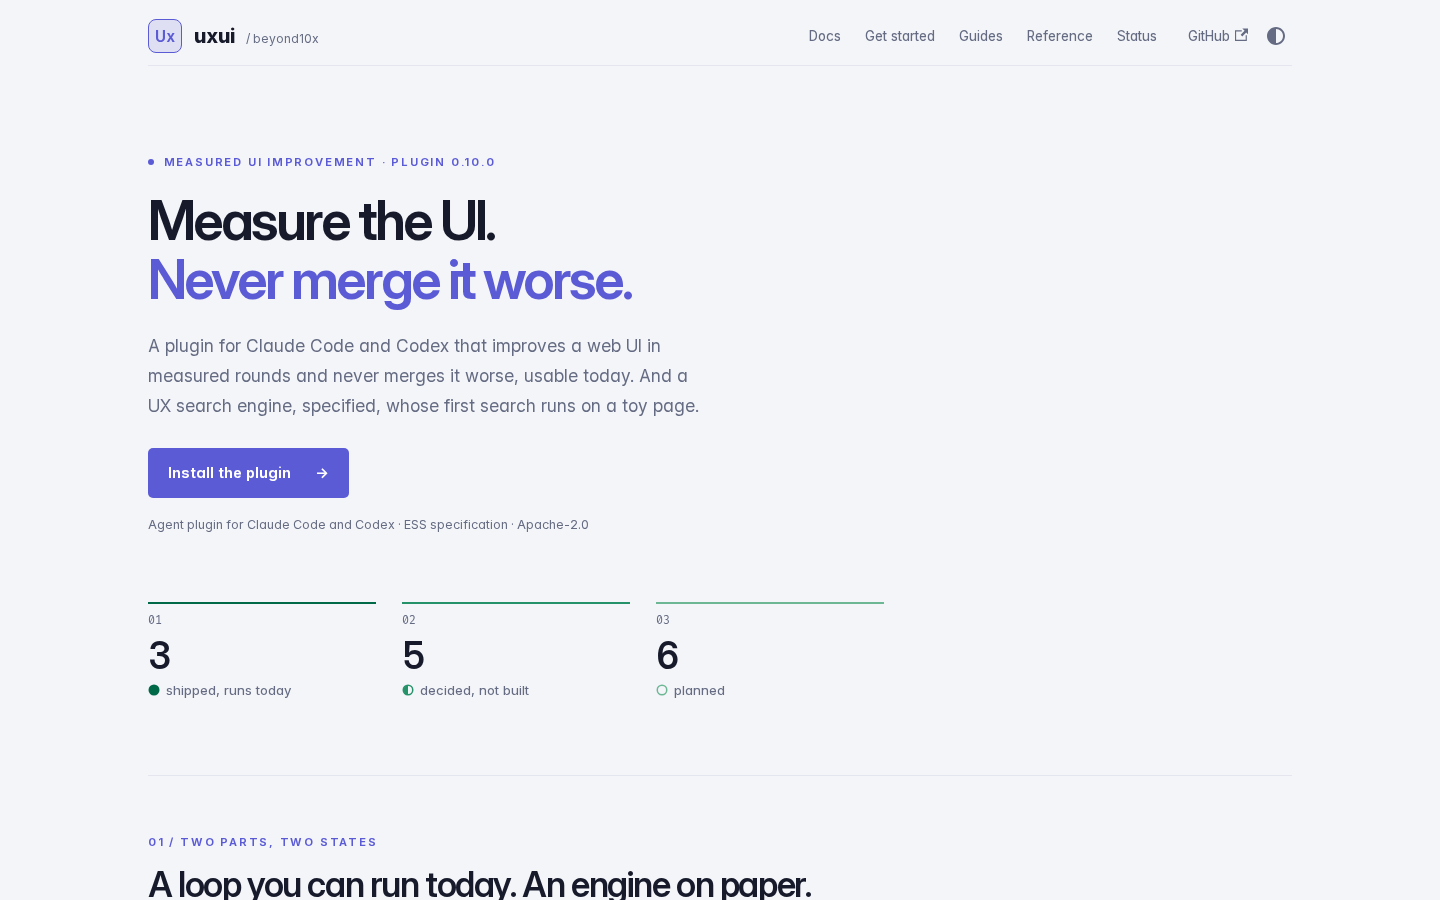 Ux uxui / beyond10x Docs Get started Guides Reference Status GitHub
MEASURED UI IMPROVEMENT · PLUGIN 0.10.0
Measure the UI.
Never merge it worse.
A plugin for Claude Code and Codex that improves a web UI in
measured rounds and never merges it worse, usable today. And a
UX search engine, specified, whose first search runs on a toy page.
Install the plugin →
Agent plugin for Claude Code and Codex · ESS specification · Apache-2.0
01 02 03
3 5 6
shipped, runs today decided, not built planned
01 / TWO PARTS, TWO STATES
A loop you can run today. An engine on paper.